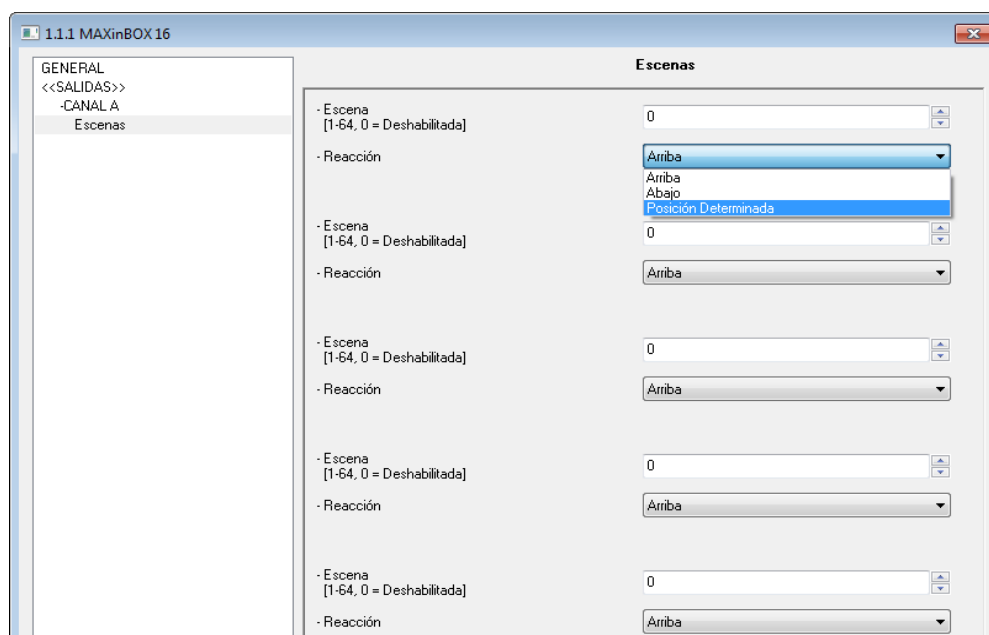 1.1.1 MAXinBOX 16
GENERAL
<<SALIDAS>>
-CANAL A
Escenas
Escenas
- Escena
[1-64, 0 = Deshabilitada]
0
- Reacción
Arriba
Arriba
Abajo
Posición Determinada
- Escena
[1-64, 0 = Deshabilitada]
0
- Reacción
Arriba
- Escena
[1-64, 0 = Deshabilitada]
0
- Reacción
Arriba
- Escena
[1-64, 0 = Deshabilitada]
0
- Reacción
Arriba
- Escena
[1-64, 0 = Deshabilitada]
0
- Reacción
Arriba